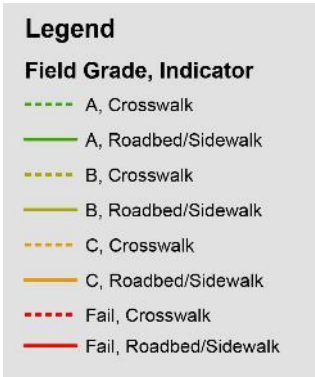 Legend
Field Grade, Indicator
A, Crosswalk
A, Roadbed/Sidewalk
B, Crosswalk
B, Roadbed/Sidewalk
C, Crosswalk
C, Roadbed/Sidewalk
Fail, Crosswalk
Fail, Roadbed/Sidewalk